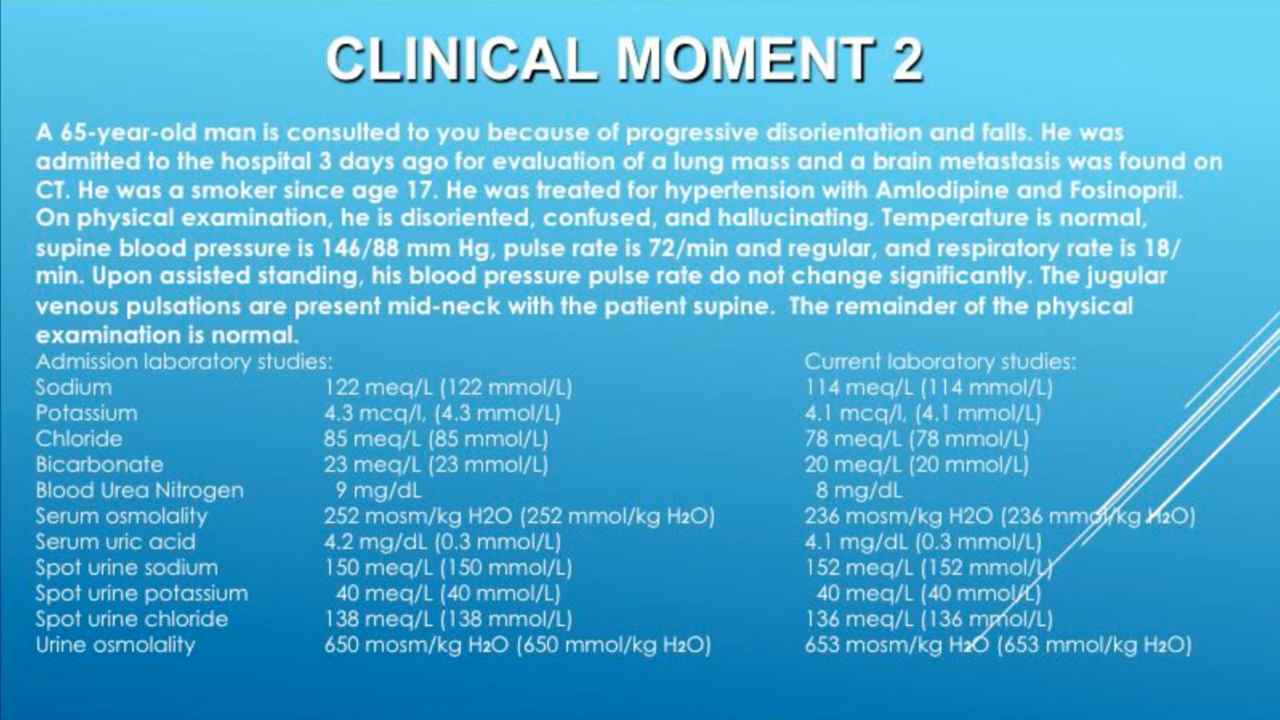 CLINICAL MOMENT 2
A 65-year-old man is consulted to you because of progressive disorientation and falls. He was
admitted to the hospital 3 days ago for evaluation of a lung mass and a brain metastasis was found on
CT. He was a smoker since age 17. He was treated for hypertension with Amlodipine and Fosinopril.
On physical examination, he is disoriented, confused, and hallucinating. Temperature is normal,
supine blood pressure is 146/88 mm Hg, pulse rate is 72/min and regular, and respiratory rate is 18/
min. Upon assisted standing, his blood pressure pulse rate do not change significantly. The jugular
venous pulsations are present mid-neck with the patient supine.  The remainder of the physical
examination is normal.
Admission laboratory studies: Current laboratory studies:
Sodium 122 meq/L (122 mmol/L) 114 meq/L (114 mmol/L)
Potassium 4.3 mcq/l, (4.3 mmol/L) 4.1 mcq/l, (4.1 mmol/L)
Chloride 85 meq/L (85 mmol/L) 78 meq/L (78 mmol/L)
Bicarbonate 23 meq/L (23 mmol/L) 20 meq/L (20 mmol/L)
Blood Urea Nitrogen 9 mg/dL 8 mg/dL
Serum osmolality 252 mosm/kg H2O (252 mmol/kg H2O) 236 mosm/kg H2O (236 mmol/kg H2O)
Serum uric acid 4.2 mg/dL (0.3 mmol/L) 4.1 mg/dL (0.3 mmol/L)
Spot urine sodium 150 meq/L (150 mmol/L) 152 meq/L (152 mmol/L)
Spot urine potassium 40 meq/L (40 mmol/L) 40 meq/L (40 mmol/L)
Spot urine chloride 138 meq/L (138 mmol/L) 136 meq/L (136 mmol/L)
Urine osmolality 650 mosm/kg H2O (650 mmol/kg H2O) 653 mosm/kg H2O (653 mmol/kg H2O)